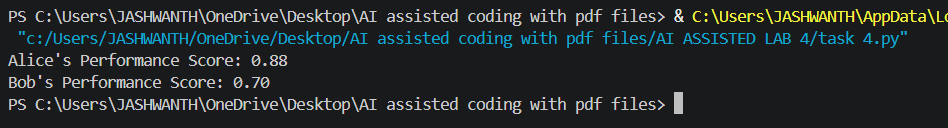 PS C:\Users\JASHWANTH\OneDrive\Desktop\AI assisted coding with pdf files> & C:\Users\JASHWANTH\AppData\Lo
"c:/Users/JASHWANTH/OneDrive/Desktop/AI assisted coding with pdf files/AI ASSISTED LAB 4/task 4.py"
Alice's Performance Score: 0.88
Bob's Performance Score: 0.70
PS C:\Users\JASHWANTH\OneDrive\Desktop\AI assisted coding with pdf files>